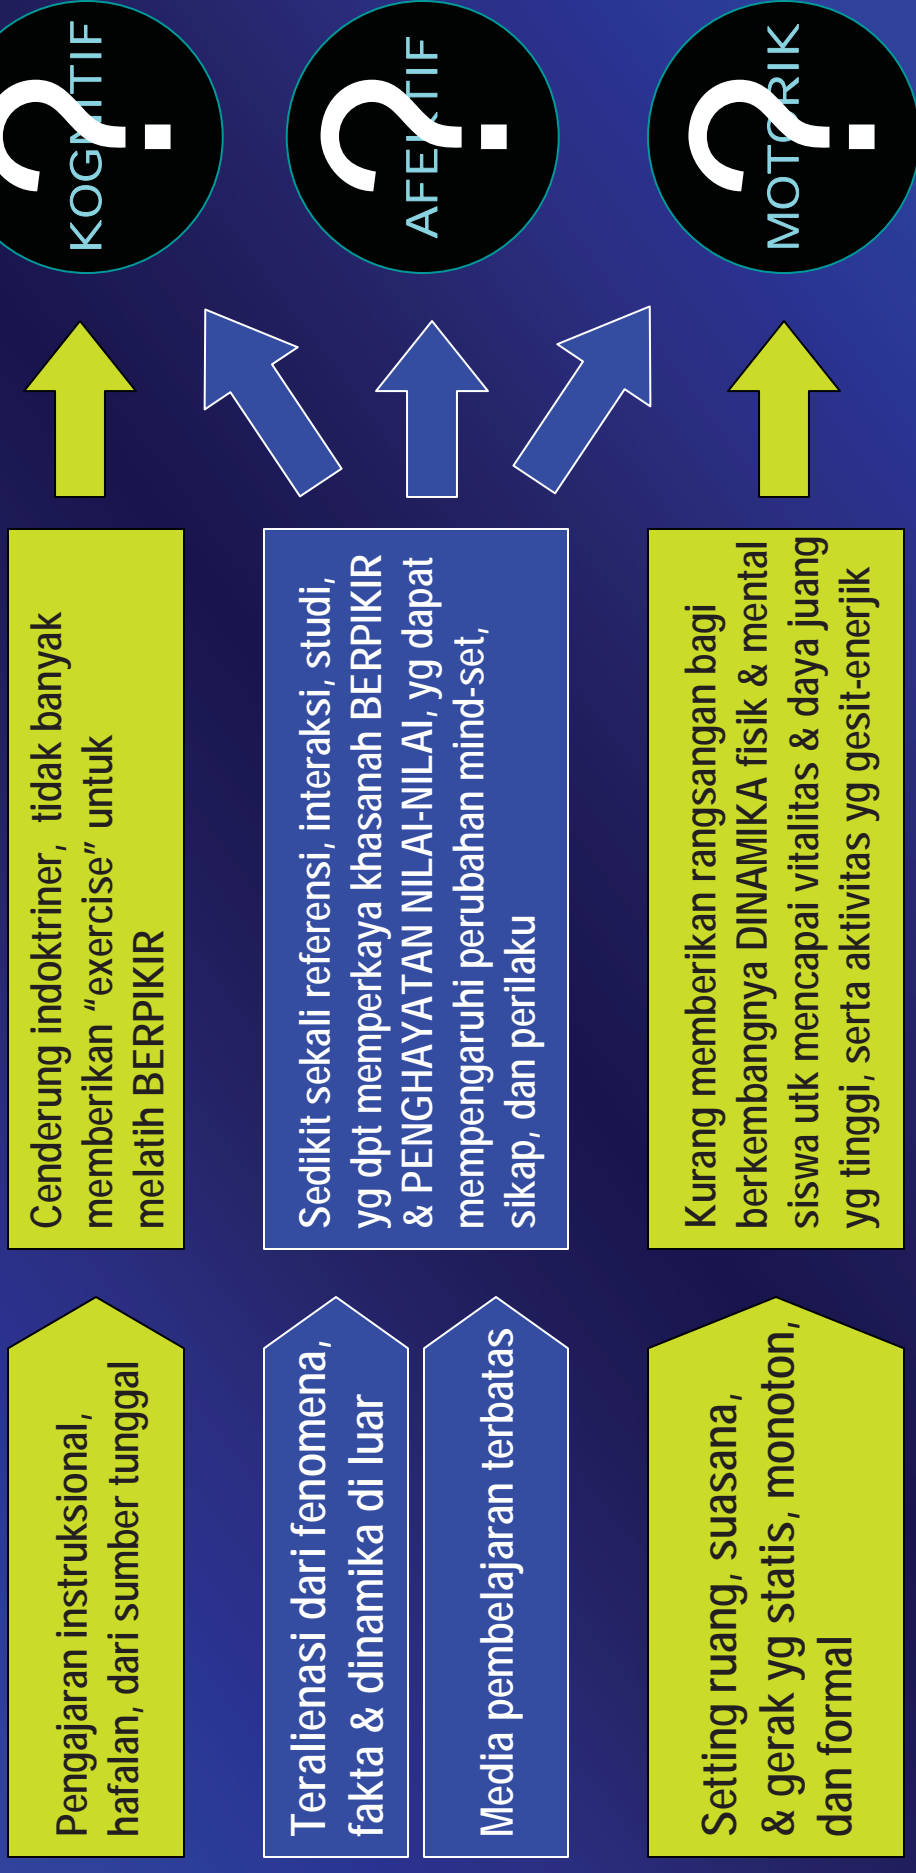 Pengajaran instruksional,
hafalan, dari sumber tunggal
Cenderung indoktriner, tidak banyak
memberikan “exercise” untuk
melatih BERPIKIR
KOGNITIF
?
Teralienasi dari fenomena,
fakta & dinamika di luar
Media pembelajaran terbatas
Sedikit sekali referensi, interaksi, studi,
yg dpt memperkaya khasanah BERPIKIR
& PENGHAYATAN NILAI-NILAI, yg dapat
mempengaruhi perubahan mind-set,
sikap, dan perilaku
AFEKTIF
?
Setting ruang, suasana,
& gerak yg statis, monoton,
dan formal
Kurang memberikan rangsangan bagi
berkembangnya DINAMIKA fisik & mental
siswa utk mencapai vitalitas & daya juang
yg tinggi, serta aktivitas yg gesit-enerjik
MOTORIK
?